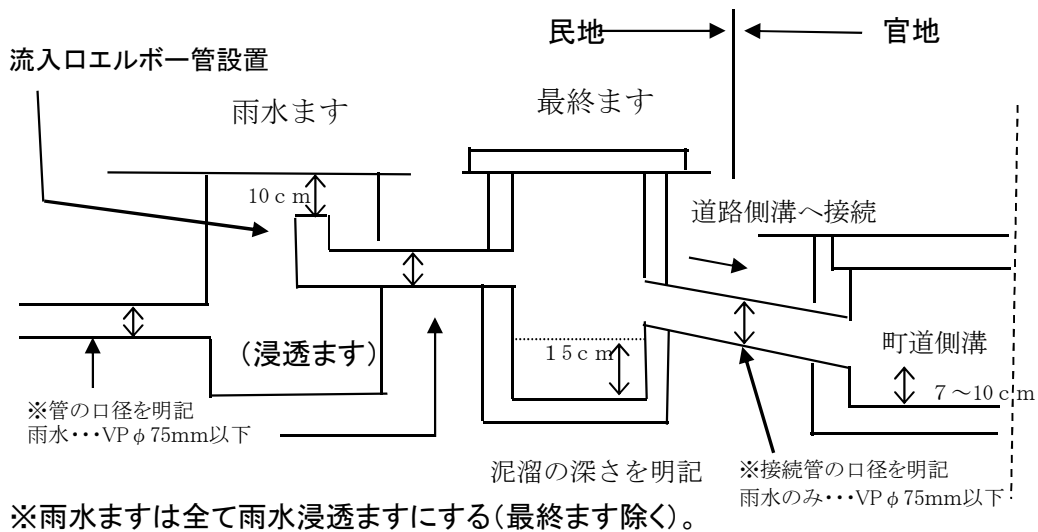 民地
官地
流入口エルボー管設置
雨水ます
最終ます
10ｃｍ
道路側溝へ接続
(浸透ます)
15ｃｍ
町道側溝
7～10ｃｍ
※管の口径を明記
雨水･･･VPφ75mm以下
泥溜の深さを明記
※接続管の口径を明記
雨水のみ･･･VPφ75mm以下
※雨水ますは全て雨水浸透ますにする(最終ます除く)。